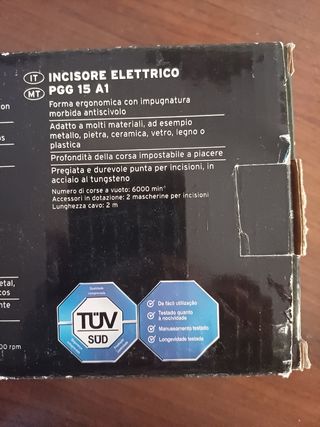 IT INCISORE ELETTRICO
MT PGG 15 A1
Forma ergonomica con impugnatura
morbida antiscivolo
Adatto a molti materiali, ad esempio
metallo, pietra, ceramica, vetro, legno o
plastica
Profondità della corsa impostabile a piacere
Pregiata e durevole punta per incisioni, in
acciaio al tungsteno
Numero di corse a vuoto: 6000 min⁻¹
Accessori in dotazione: 2 mascherine per incisioni
Lunghezza cavo: 2 m
TÜV
SÜD
De fácil utilização
Testado quanto
à nocividade
Manuseamento testado
Longevidade testada
rpm